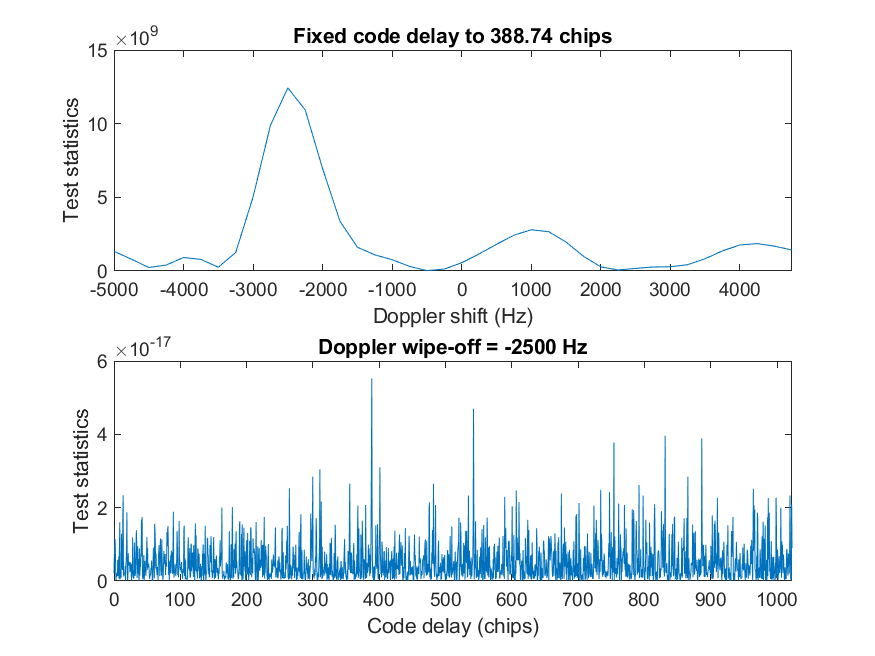 Fixed code delay to 388.74 chips
×10^9
15
10
5
0
Test statistics
-5000 -4000 -3000 -2000 -1000 0 1000 2000 3000 4000
Doppler shift (Hz)
Doppler wipe-off = -2500 Hz
×10^-17
6
4
2
0
Test statistics
0 100 200 300 400 500 600 700 800 900 1000
Code delay (chips)